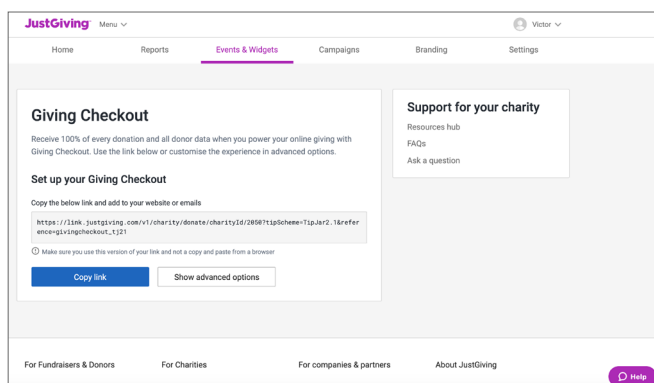 JustGiving Menu Victor
Home Reports Events & Widgets Campaigns Branding Settings
Giving Checkout
Receive 100% of every donation and all donor data when you power your online giving with
Giving Checkout. Use the link below or customise the experience in advanced options.
Set up your Giving Checkout
Copy the below link and add to your website or emails
https://link.justgiving.com/v1/charity/donate/charityId/2050?tipScheme=TipJar2.1&refer
ence=givingcheckout_tj21
Make sure you use this version of your link and not a copy and paste from a browser
Copy link Show advanced options
Support for your charity
Resources hub
FAQs
Ask a question
For Fundraisers & Donors For Charities For companies & partners About JustGiving
Help